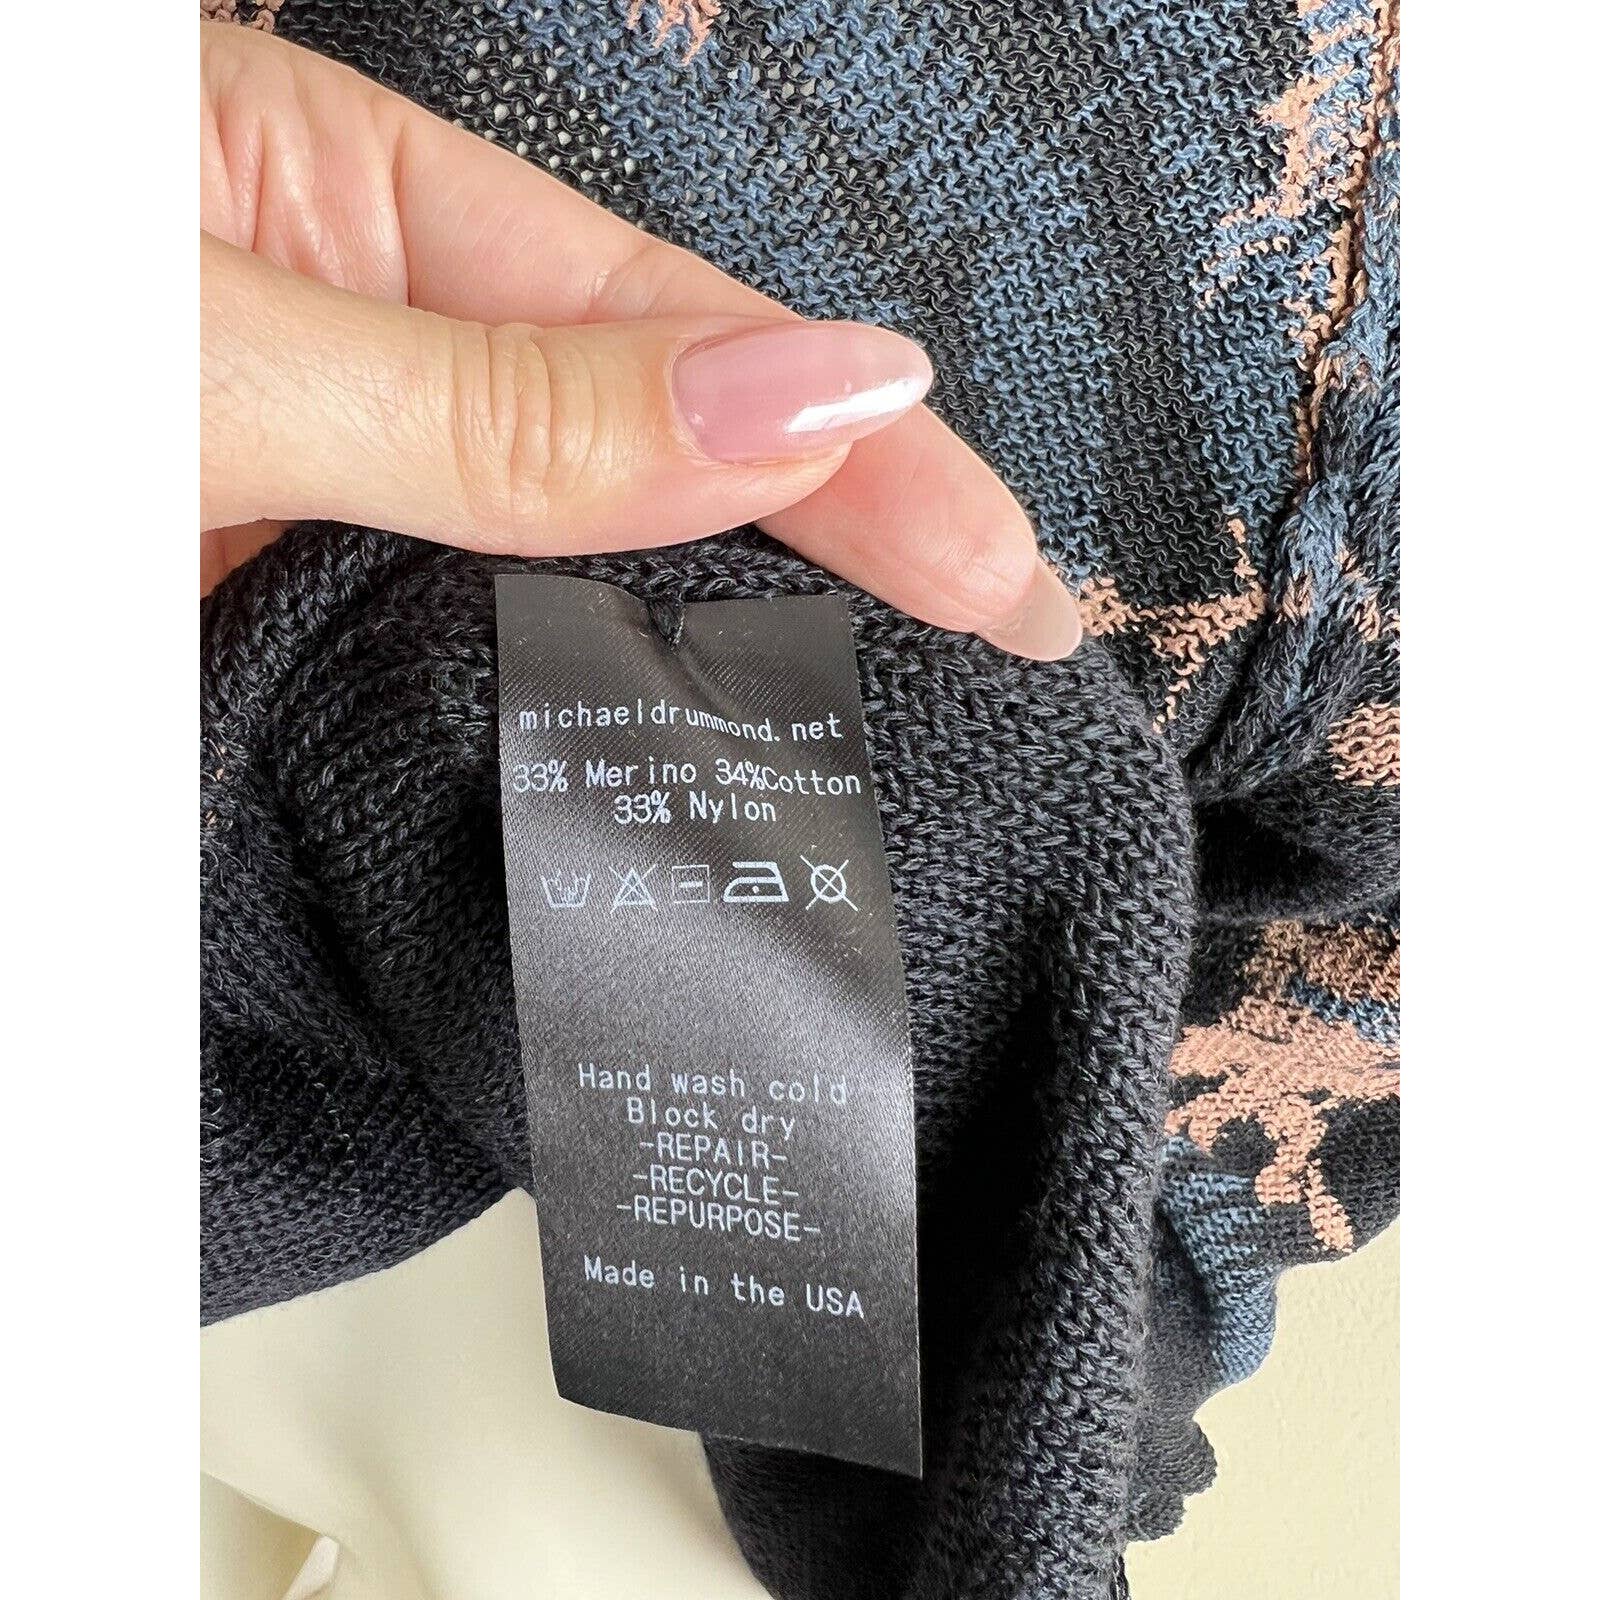 michaeldrummond.net
33% Merino 34%Cotton
33% Nylon
Hand wash cold
Block dry
-REPAIR-
-RECYCLE-
-REPURPOSE-
Made in the USA